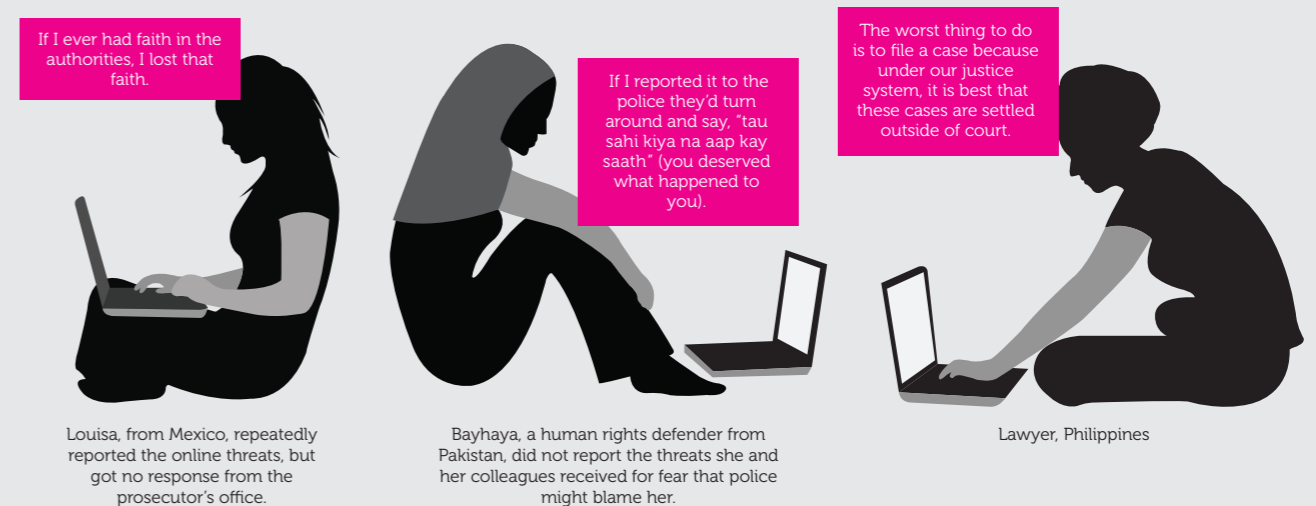 If I ever had faith in the
authorities, I lost that
faith.
If I reported it to the
police they’d turn
around and say, “tau
sahi kiya na aap kay
saath” (you deserved
what happened to
you).
The worst thing to do
is to file a case because
under our justice
system, it is best that
these cases are settled
outside of court.
Louisa, from Mexico, repeatedly
reported the online threats, but
got no response from the
prosecutor’s office.
Bayhaya, a human rights defender from
Pakistan, did not report the threats she and
her colleagues received for fear that police
might blame her.
Lawyer, Philippines